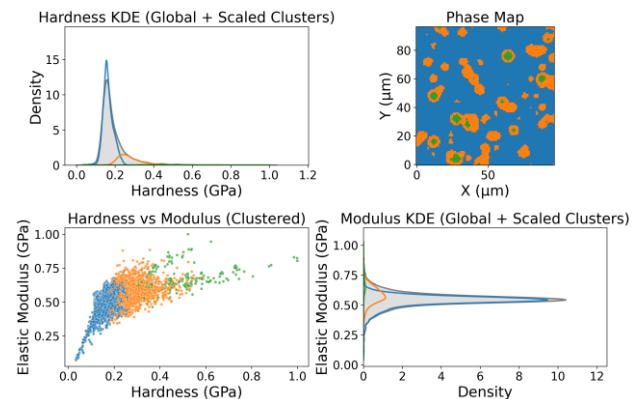 Hardness KDE (Global + Scaled Clusters)
Density
15
10
5
0
0.0 0.2 0.4 0.6 0.8 1.0 1.2
Hardness (GPa)
Phase Map
Y (μm)
80
60
40
20
0
0 50
X (μm)
Hardness vs Modulus (Clustered)
Elastic Modulus (GPa)
1.00
0.75
0.50
0.25
0.0 0.2 0.4 0.6 0.8 1.0
Hardness (GPa)
Modulus KDE (Global + Scaled Clusters)
Elastic Modulus (GPa)
1.00
0.75
0.50
0.25
0.00
0 2 4 6 8 10 12
Density